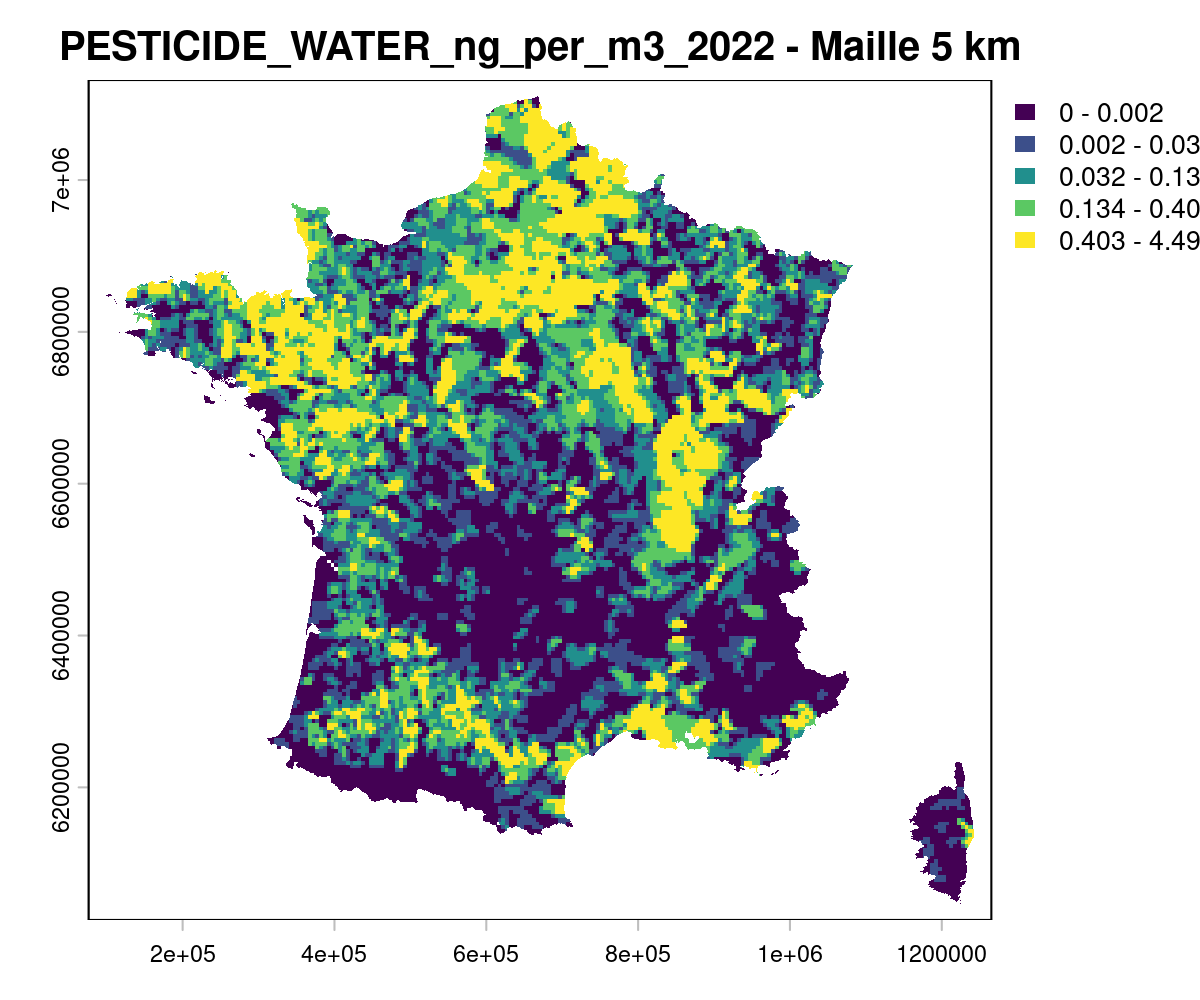 PESTICIDE_WATER_ng_per_m3_2022 - Maille 5 km
0 - 0.002
0.002 - 0.03
0.032 - 0.13
0.134 - 0.40
0.403 - 4.49
7e+06
6800000
6600000
6400000
6200000
2e+05
4e+05
6e+05
8e+05
1e+06
1200000